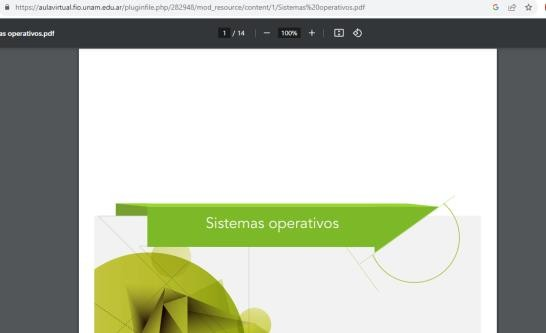 https://aulavirtual.fio.unam.edu.ar/pluginfile.php/282948/mod_resource/content/1/Sistemas%20operativos.pdf
as operativos.pdf
1 / 14 — 100% +
Sistemas operativos